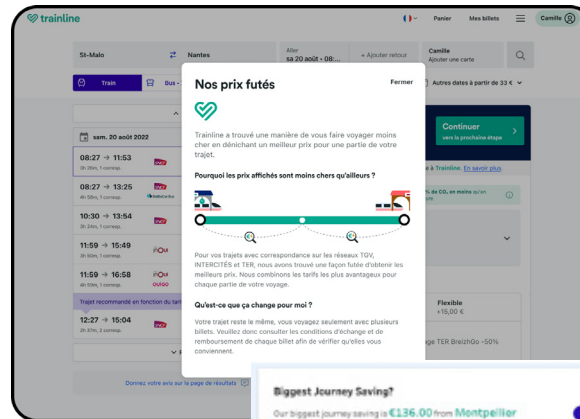 trainline
Panier
Mes billets
Camille
St-Malo
Nantes
Aller
sa 20 août • 08:...
+ Ajouter retour
Camille
Ajouter une carte
Train
Bus •
Autres dates à partir de 33 €
Nos prix futés
Fermer
Trainline a trouvé une manière de vous faire voyager moins
cher en dénichant un meilleur prix pour une partie de votre
trajet.
Pourquoi les prix affichés sont moins chers qu'ailleurs ?
Pour vos trajets avec correspondance sur les réseaux TGV,
INTERCITÉS et TER, nous avons trouvé une façon futée d'obtenir les
meilleurs prix. Nous combinons les tarifs les plus avantageux pour
chaque partie de votre voyage.
Qu'est-ce que ça change pour moi ?
Votre trajet reste le même, vous voyagez seulement avec plusieurs
billets. Veuillez donc consulter les conditions d'échange et de
remboursement de chaque billet afin de vérifier qu'elles vous
conviennent.
sam. 20 août 2022
08:27 → 11:53
3h 26m, 1 corresp.
08:27 → 13:25
4h 58m, 1 corresp.
10:30 → 13:54
3h 24m, 1 corresp.
11:59 → 15:49
3h 50m, 1 corresp.
inOui
11:59 → 16:58
4h 59m, 1 corresp.
inOui
OUIGO
Trajet recommandé en fonction du tari
12:27 → 15:04
2h 37m, 2 corresp.
Donnez votre avis sur la page de résultats
Continuer
vers la prochaine étape
e à Trainline. En savoir plus.
% de CO₂ en moins qu'en
Flexible
+15,00 €
ge TER BreizhGo -50%
Biggest Journey Saving?
Our biggest journey saving is €136.00 from Montpellier